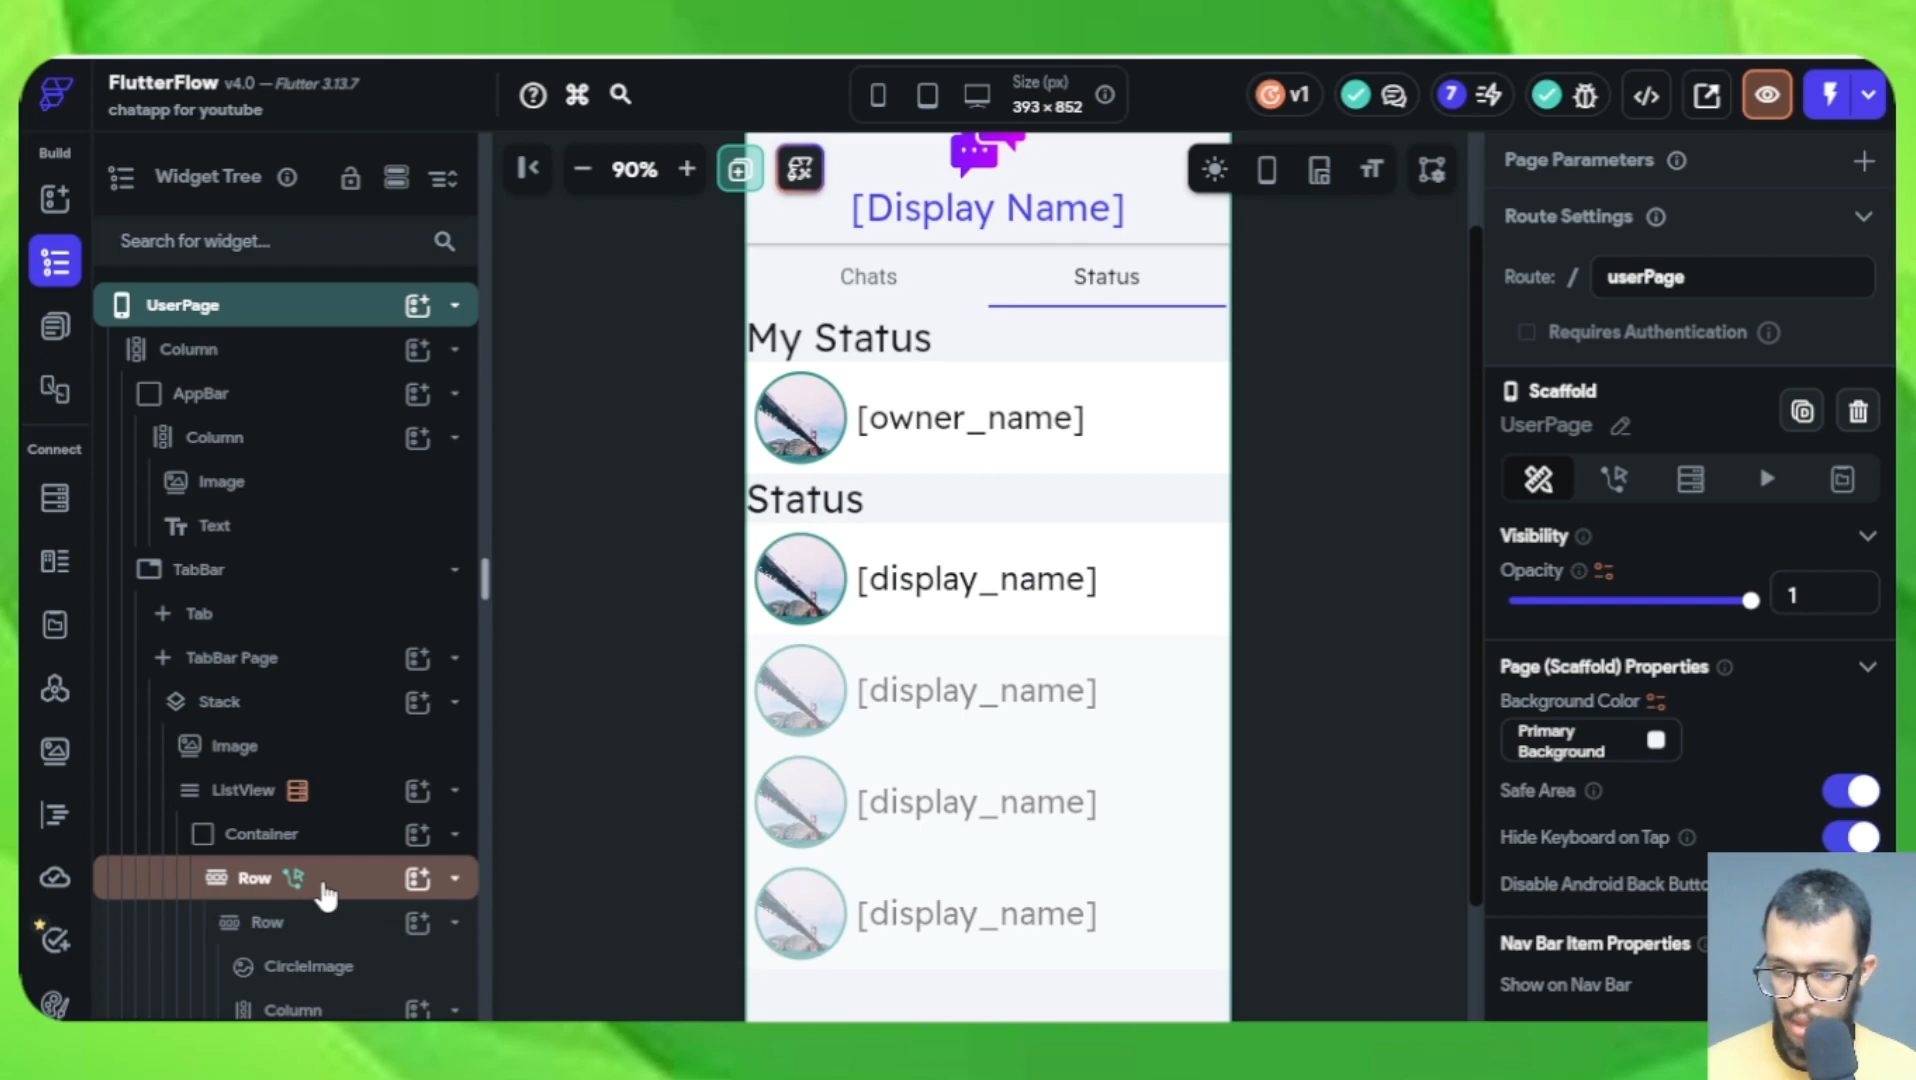 FlutterFlow v4.0 — Flutter 3.13.7
chatapp for youtube
Size (px)
393 × 852
v1
7
Build
Connect
Widget Tree
Search for widget...
UserPage
Column
AppBar
Column
Image
Text
TabBar
Tab
TabBar Page
Stack
Image
ListView
Container
Row
Row
CircleImage
Column
90%
[Display Name]
Chats
Status
My Status
[owner_name]
Status
[display_name]
[display_name]
[display_name]
[display_name]
Page Parameters
Route Settings
Route: / userPage
Requires Authentication
Scaffold
UserPage
Visibility
Opacity
1
Page (Scaffold) Properties
Background Color
Primary
Background
Safe Area
Hide Keyboard on Tap
Disable Android Back Butto
Nav Bar Item Properties
Show on Nav Bar